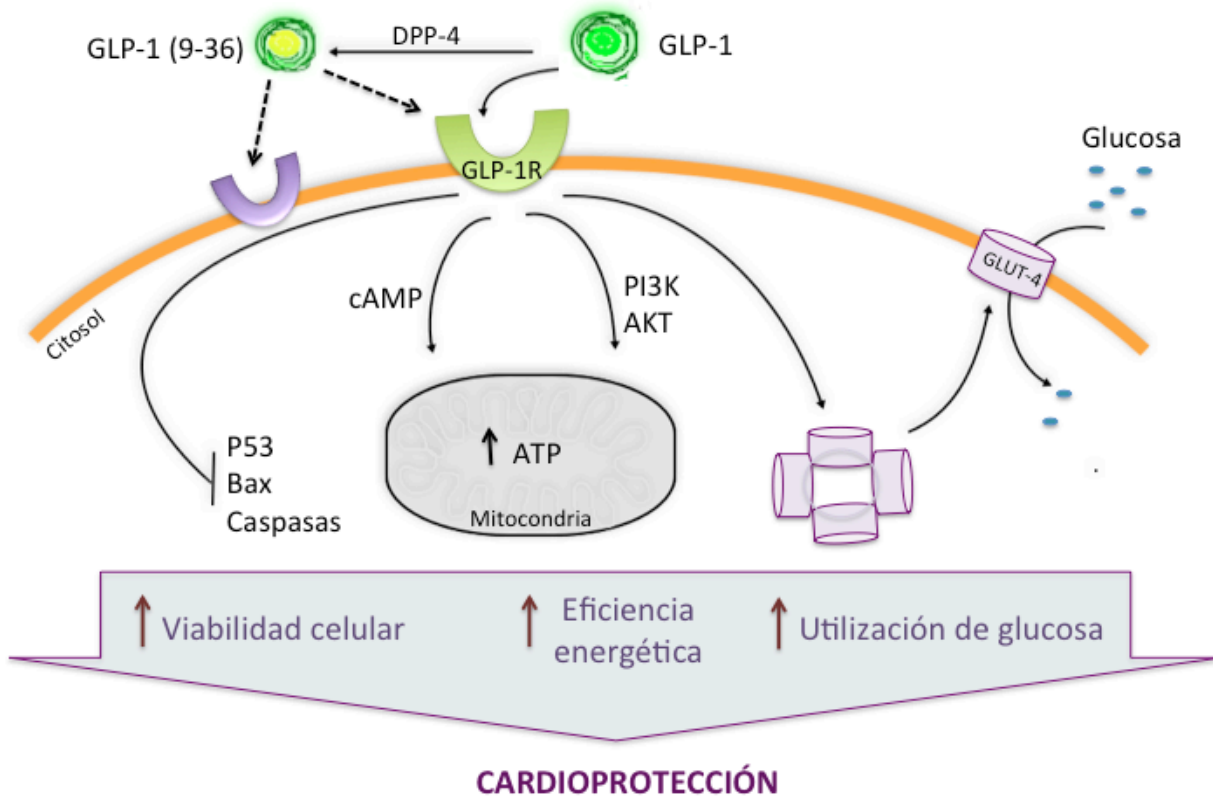 GLP-1 (9-36)
DPP-4
GLP-1
GLP-1R
Glucosa
GLUT-4
Citosol
cAMP
PI3K
AKT
P53
Bax
Caspasas
ATP
Mitocondria
Viabilidad celular
Eficiencia
energética
Utilización de glucosa
CARDIOPROTECCIÓN